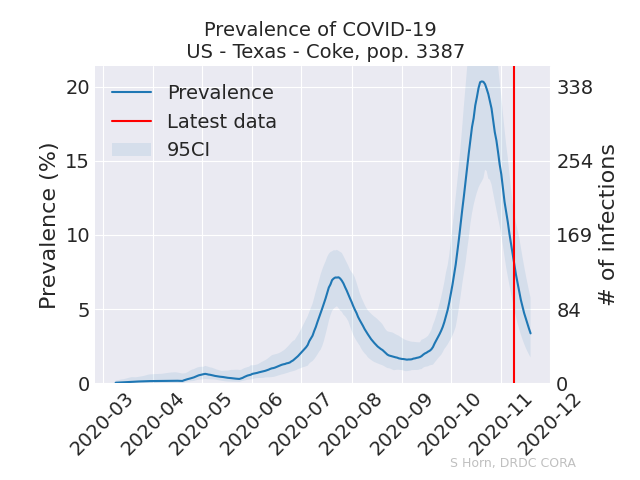 Prevalence of COVID-19
US - Texas - Coke, pop. 3387
Prevalence
Latest data
95CI
Prevalence (%)
20
15
10
5
0
338
254
169
84
0
# of infections
2020-03
2020-04
2020-05
2020-06
2020-07
2020-08
2020-09
2020-10
2020-11
2020-12
S Horn, DRDC CORA